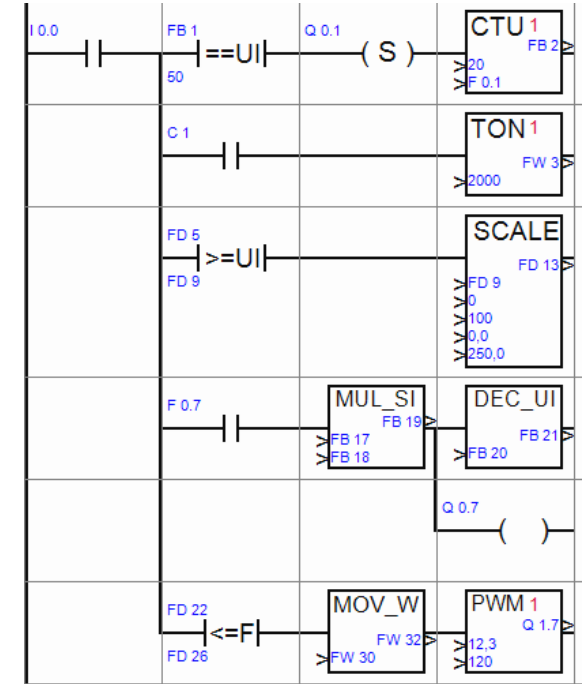 I 0.0 FB 1 Q 0.1 CTU 1
==UI ( S ) FB 2
50 20
F 0.1
C 1 TON 1
FW 3
2000
FD 5 SCALE
>=UI FD 13
FD 9 FD 9
0
100
0,0
250,0
F 0.7 MUL_SI DEC_UI
FB 19 FB 21
FB 17 FB 20
FB 18
Q 0.7
( )
FD 22 MOV_W PWM 1
<=F FW 32 Q 1.7
FD 26 FW 30 12,3
120